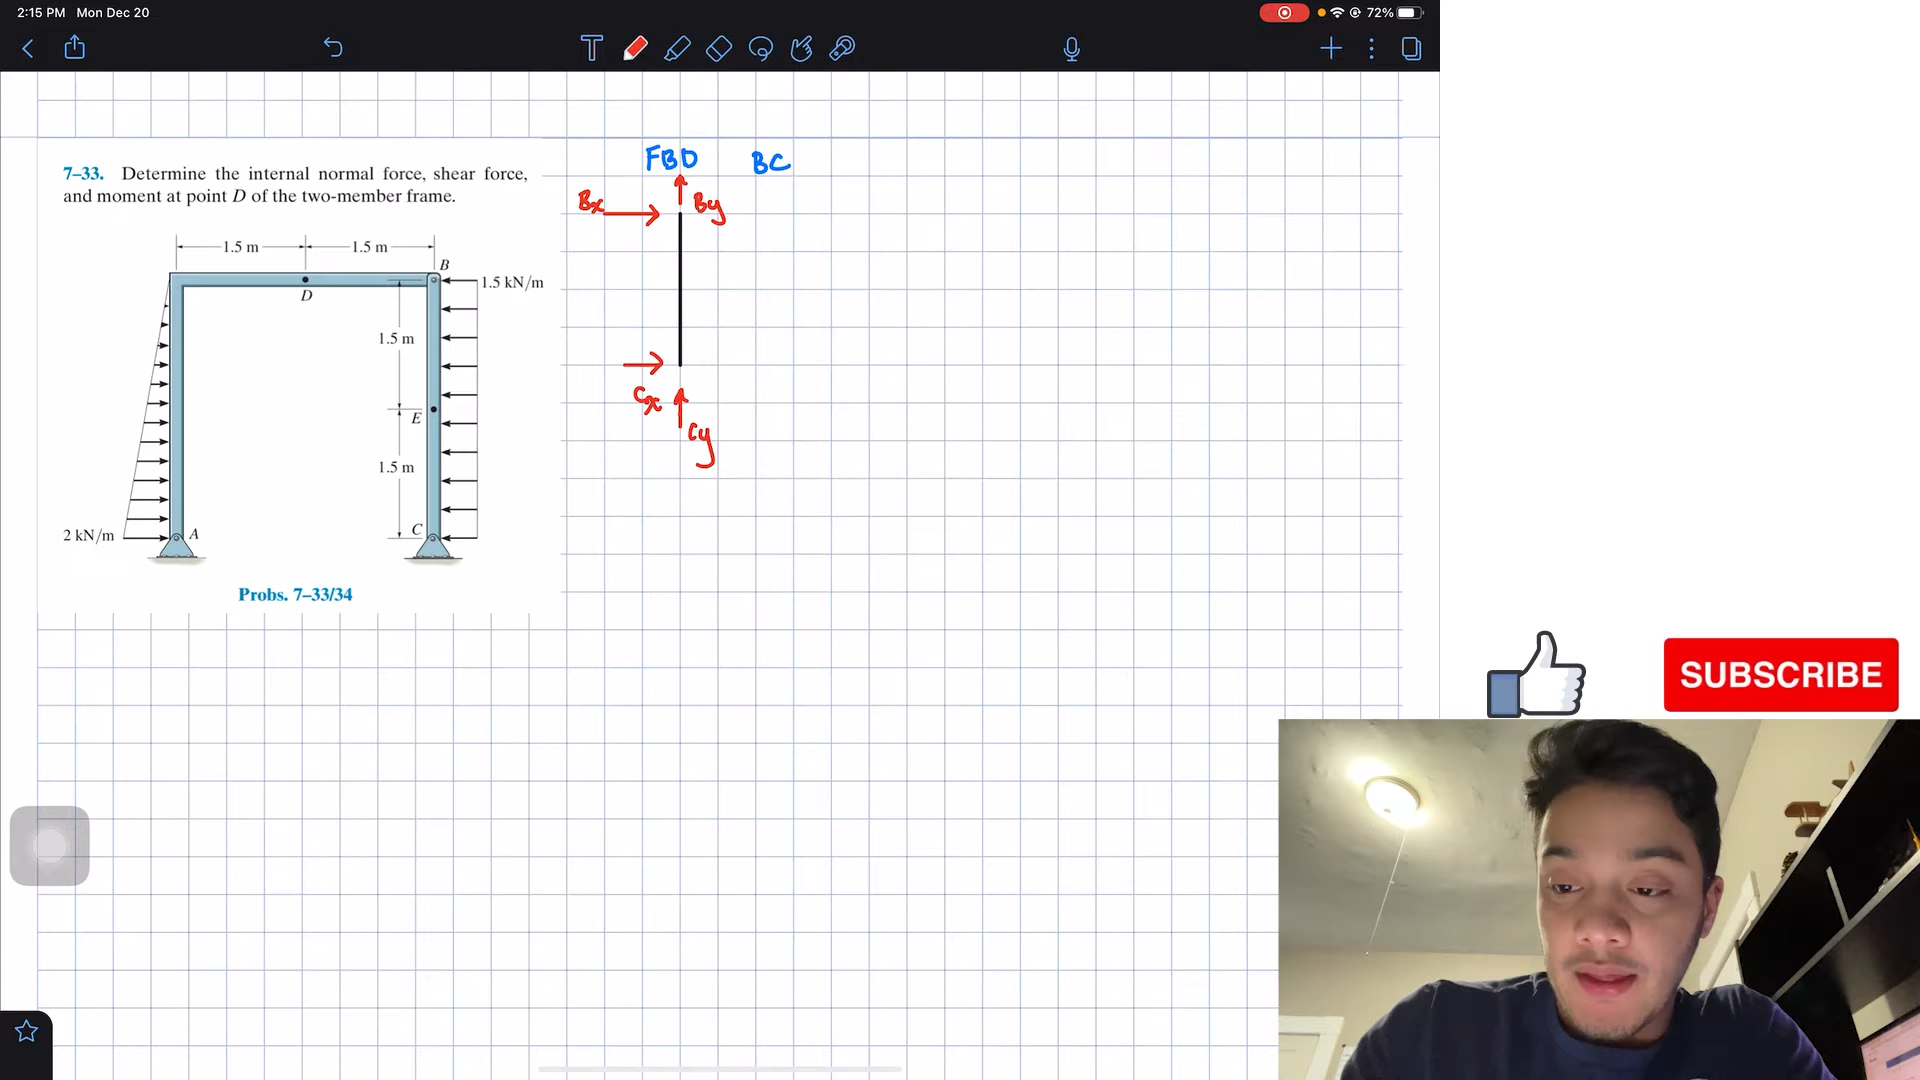 2:15 PM Mon Dec 20
72%
7–33. Determine the internal normal force, shear force,
and moment at point D of the two-member frame.
1.5 m
1.5 m
B
1.5 kN/m
D
1.5 m
E
1.5 m
2 kN/m
A
C
Probs. 7–33/34
FBD BC
Bx
By
Cx
Cy
SUBSCRIBE